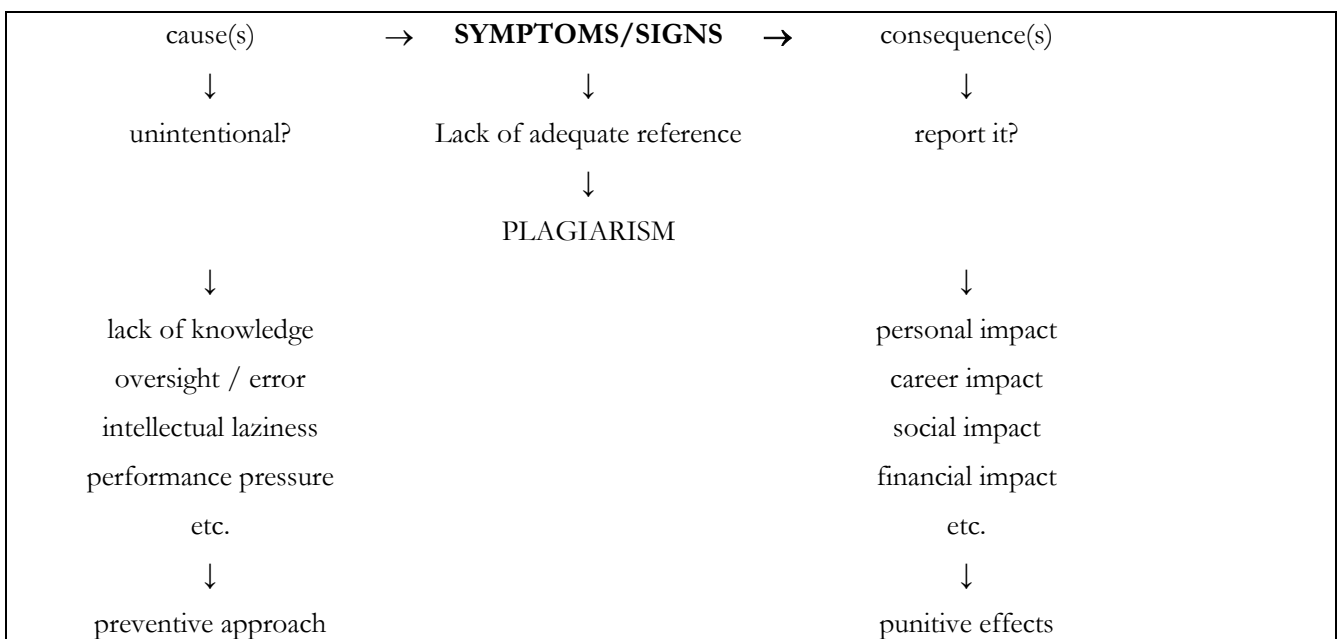 cause(s) → SYMPTOMS/SIGNS → consequence(s)
↓ ↓ ↓
unintentional? Lack of adequate reference report it?
↓
PLAGIARISM
↓ ↓
lack of knowledge personal impact
oversight / error career impact
intellectual laziness social impact
performance pressure financial impact
etc. etc.
↓ ↓
preventive approach punitive effects